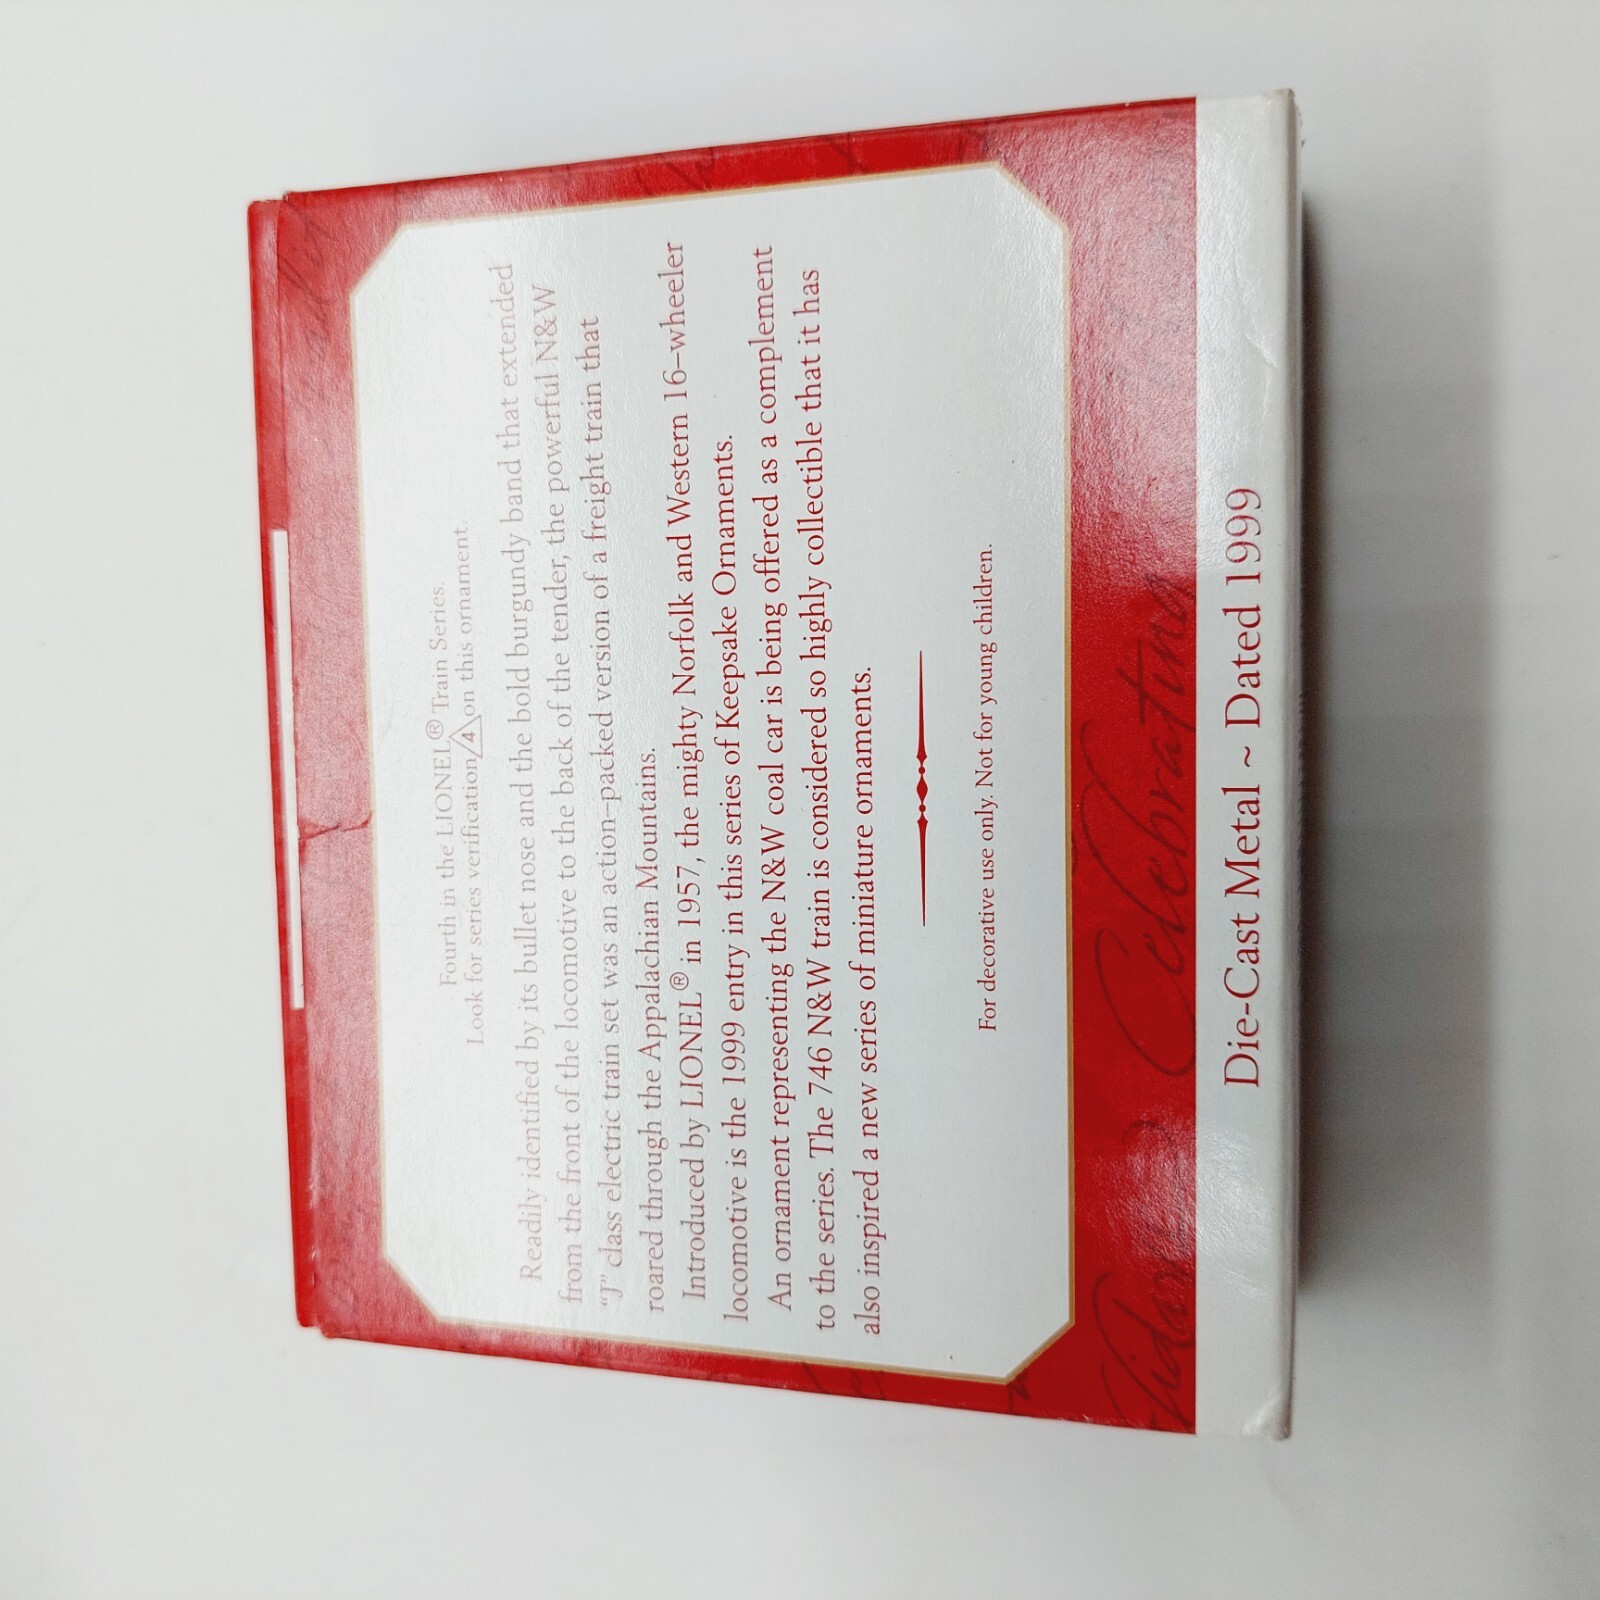 Fourth in the LIONEL® Train Series.
Look for series verification 4 on this ornament.
Readily identified by its bullet nose and the bold burgundy band that extended
from the front of the locomotive to the back of the tender, the powerful N&W
"J" class electric train set was an action-packed version of a freight train that
roared through the Appalachian Mountains.
Introduced by LIONEL® in 1957, the mighty Norfolk and Western 16-wheeler
locomotive is the 1999 entry in this series of Keepsake Ornaments.
An ornament representing the N&W coal car is being offered as a complement
to the series. The 746 N&W train is considered so highly collectible that it has
also inspired a new series of miniature ornaments.
For decorative use only. Not for young children.
Celebrating
Die-Cast Metal ~ Dated 1999